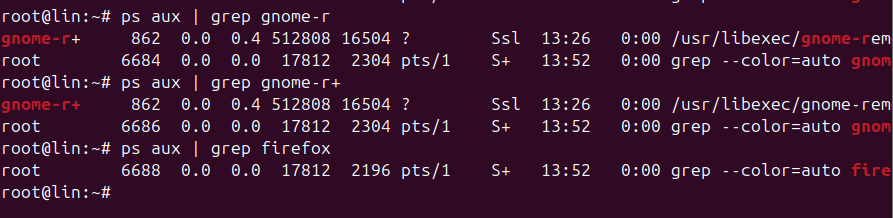 root@lin:~# ps aux | grep gnome-r
gnome-r+     862  0.0  0.4 512808 16504 ?        Ssl  13:26   0:00 /usr/libexec/gnome-rem
root        6684  0.0  0.0  17812  2304 pts/1    S+   13:52   0:00 grep --color=auto gnom
root@lin:~# ps aux | grep gnome-r+
gnome-r+     862  0.0  0.4 512808 16504 ?        Ssl  13:26   0:00 /usr/libexec/gnome-rem
root        6686  0.0  0.0  17812  2304 pts/1    S+   13:52   0:00 grep --color=auto gnom
root@lin:~# ps aux | grep firefox
root        6688  0.0  0.0  17812  2196 pts/1    S+   13:52   0:00 grep --color=auto fire
root@lin:~#